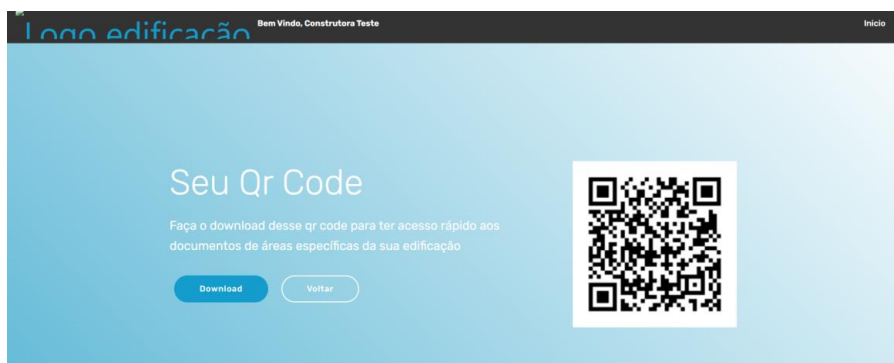 Logo edificação
Bem Vindo, Construtora Teste
Início
Seu Qr Code
Faça o download desse qr code para ter acesso rápido aos
documentos de áreas específicas da sua edificação
Download
Voltar